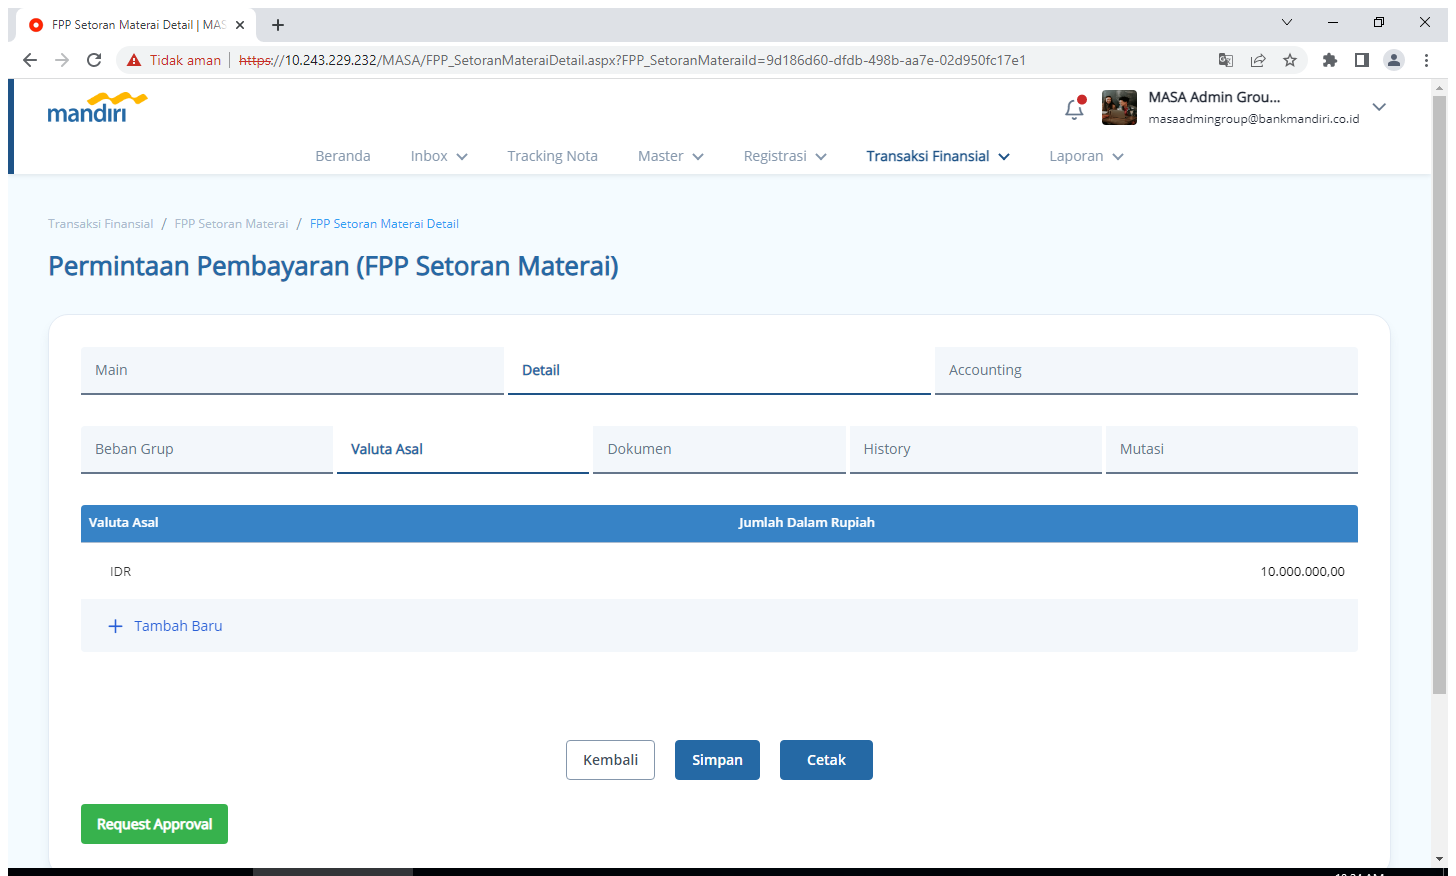 FPP Setoran Materai Detail | MAS
Tidak aman https://10.243.229.232/MASA/FPP_SetoranMateraiDetail.aspx?FPP_SetoranMateraiId=9d186d60-dfdb-498b-aa7e-02d950fc17e1
mandiri
MASA Admin Grou...
masaadmingroup@bankmandiri.co.id
Beranda Inbox Tracking Nota Master Registrasi Transaksi Finansial Laporan
Transaksi Finansial / FPP Setoran Materai / FPP Setoran Materai Detail
Permintaan Pembayaran (FPP Setoran Materai)
Main Detail Accounting
Beban Grup Valuta Asal Dokumen History Mutasi
Valuta Asal Jumlah Dalam Rupiah
IDR 10.000.000,00
+ Tambah Baru
Kembali Simpan Cetak
Request Approval